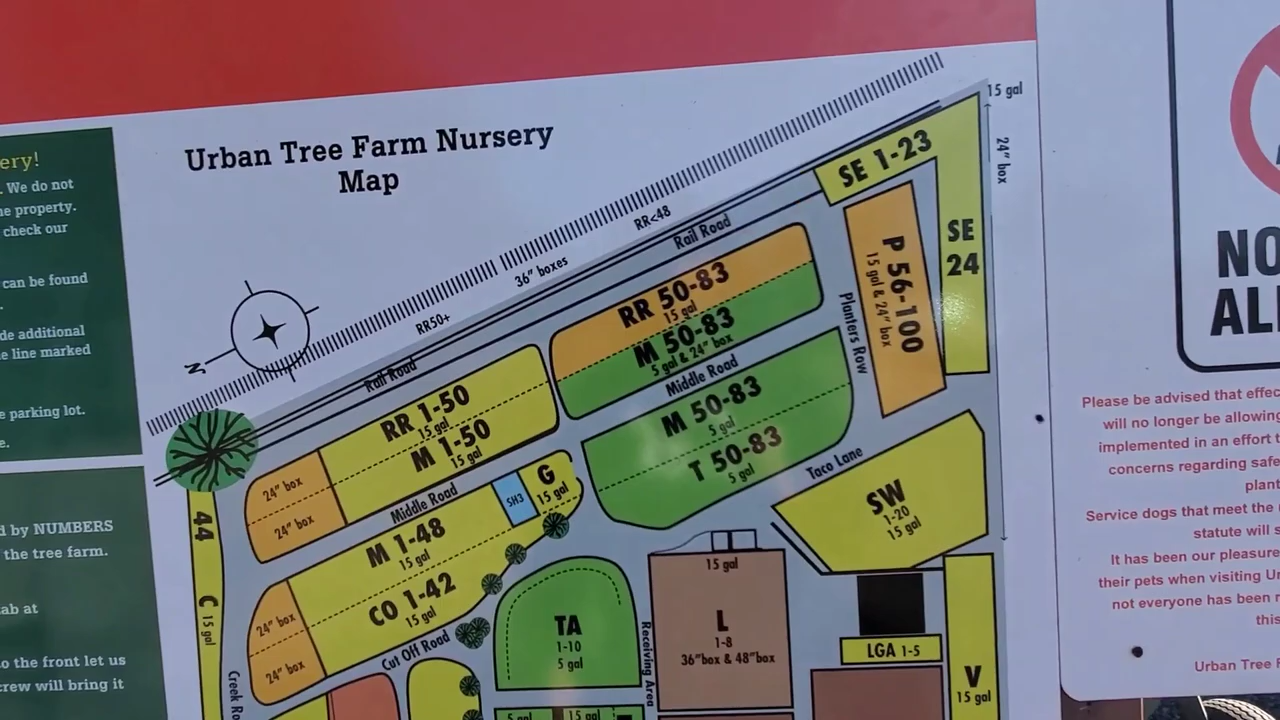 Urban Tree Farm Nursery
Map
ery!
. We do not
e property.
check our
can be found
de additional
e line marked
e parking lot.
e.
d by NUMBERS
the tree farm.
ab at
o the front let us
crew will bring it
N
RR50+
36" boxes
RR<48
Rail Road
Rail Road
15 gal
24" box
SE 1-23
SE
24
P 56-100
15 gal & 24" box
Planters Row
RR 50-83
15 gal
M 50-83
5 gal & 24" box
Middle Road
M 50-83
5 gal
T 50-83
5 gal
RR 1-50
15 gal
M 1-50
15 gal
24" box
24" box
Middle Road
SH3
G
15 gal
M 1-48
15 gal
CO 1-42
15 gal
24" box
24" box
Cut Off Road
44
C 15 gal
Creek Ro
Taco Lane
SW
1-20
15 gal
TA
1-10
5 gal
Receiving Area
15 gal
L
1-8
36"box & 48"box
LGA 1-5
V
15 gal
5 gal
15 gal
NO
AL
Please be advised that effec
will no longer be allowing
implemented in an effort t
concerns regarding safe
plant
Service dogs that meet the
statute will s
It has been our pleasure
their pets when visiting Ur
not everyone has been r
this
Urban Tree F